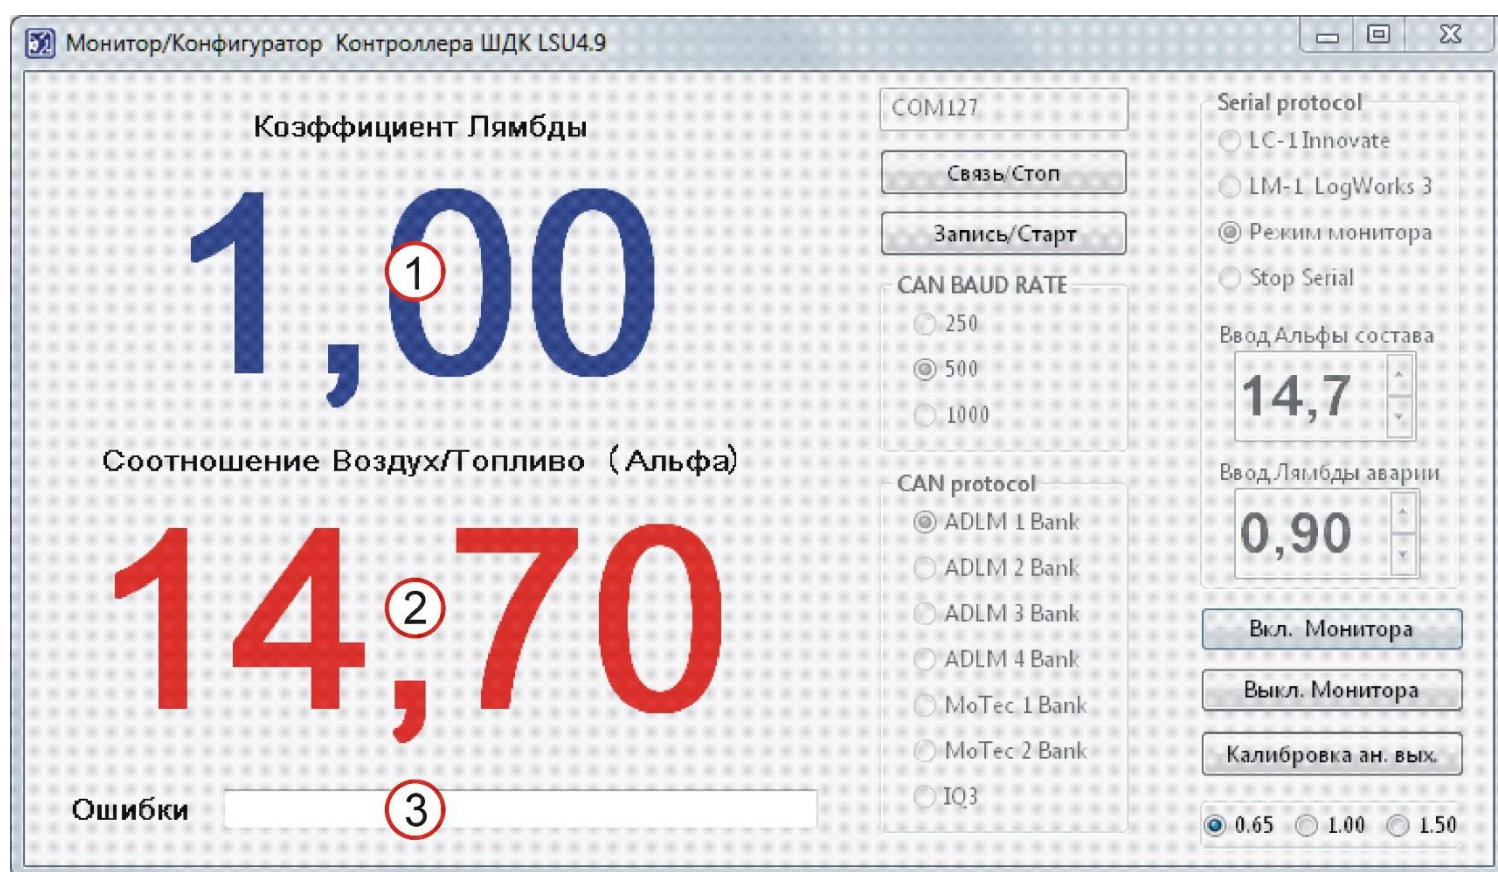 Монитор/Конфигуратор Контроллера ШДК LSU4.9
Коэффициент Лямбды
1,00
1
Соотношение Воздух/Топливо (Альфа)
14,70
2
Ошибки
3
COM127
Связь/Стоп
Запись/Старт
CAN BAUD RATE
250
500
1000
CAN protocol
ADLM 1 Bank
ADLM 2 Bank
ADLM 3 Bank
ADLM 4 Bank
MoTec 1 Bank
MoTec 2 Bank
IQ3
Serial protocol
LC-1 Innovate
LM-1 LogWorks 3
Режим монитора
Stop Serial
Ввод Альфы состава
14,7
Ввод Лямбды аварии
0,90
Вкл. Монитора
Выкл. Монитора
Калибровка ан. вых.
0.65 1.00 1.50